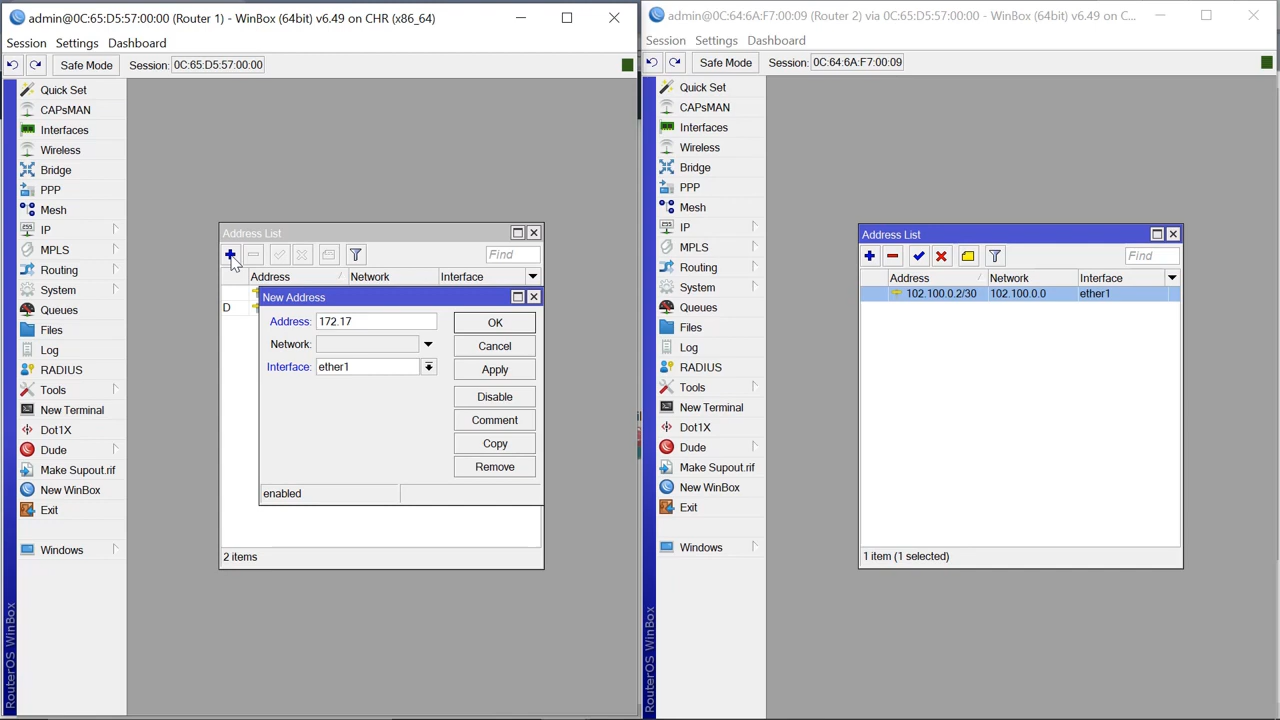 admin@0C:65:D5:57:00:00 (Router 1) - WinBox (64bit) v6.49 on CHR (x86_64)
Session Settings Dashboard
Safe Mode Session: 0C:65:D5:57:00:00
Quick Set
CAPsMAN
Interfaces
Wireless
Bridge
PPP
Mesh
IP
MPLS
Routing
System
Queues
Files
Log
RADIUS
Tools
New Terminal
Dot1X
Dude
Make Supout.rif
New WinBox
Exit
Windows
RouterOS WinBox
Address List
Find
Address Network Interface
D
New Address
Address: 172.17
Network:
Interface: ether1
OK
Cancel
Apply
Disable
Comment
Copy
Remove
enabled
2 items
admin@0C:64:6A:F7:00:09 (Router 2) via 0C:65:D5:57:00:00 - WinBox (64bit) v6.49 on C...
Session Settings Dashboard
Safe Mode Session: 0C:64:6A:F7:00:09
Quick Set
CAPsMAN
Interfaces
Wireless
Bridge
PPP
Mesh
IP
MPLS
Routing
System
Queues
Files
Log
RADIUS
Tools
New Terminal
Dot1X
Dude
Make Supout.rif
New WinBox
Exit
Windows
RouterOS WinBox
Address List
Find
Address Network Interface
102.100.0.2/30 102.100.0.0 ether1
1 item (1 selected)